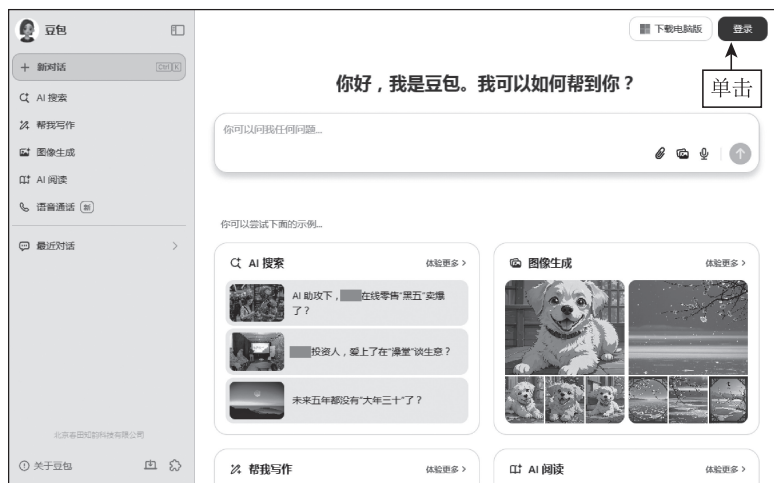 豆包
下载电脑版
登录
新对话
Ctrl K
单击
AI 搜索
帮我写作
图像生成
AI 阅读
语音通话 新
最近对话
你好，我是豆包。我可以如何帮到你？
你可以问我任何问题...
你可以尝试下面的示例...
AI 搜索
体验更多 >
AI 助攻下，
在线零售“黑五”卖爆
了？
投资人，爱上了在“澡堂”谈生意？
未来五年都没有“大年三十”了？
图像生成
体验更多 >
帮我写作
体验更多 >
AI 阅读
体验更多 >
北京春田知韵科技有限公司
关于豆包